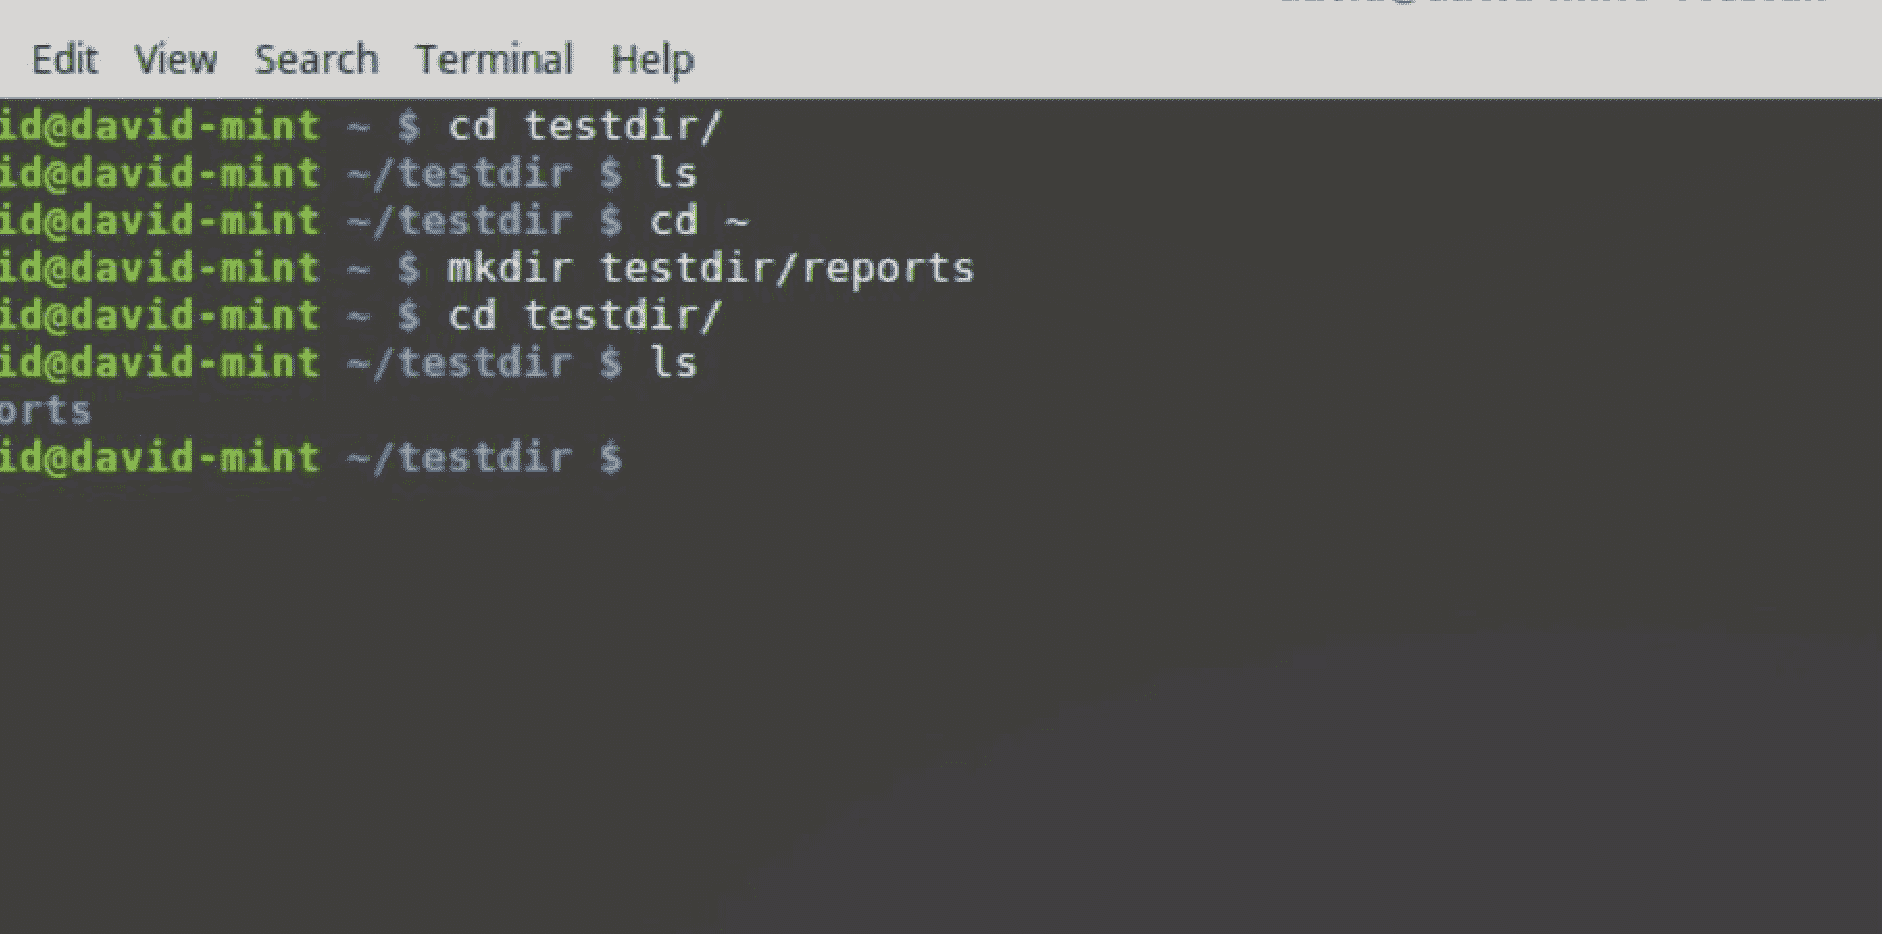 Edit View Search Terminal Help
id@david-mint ~ $ cd testdir/
id@david-mint ~/testdir $ ls
id@david-mint ~/testdir $ cd ~
id@david-mint ~ $ mkdir testdir/reports
id@david-mint ~ $ cd testdir/
id@david-mint ~/testdir $ ls
orts
id@david-mint ~/testdir $